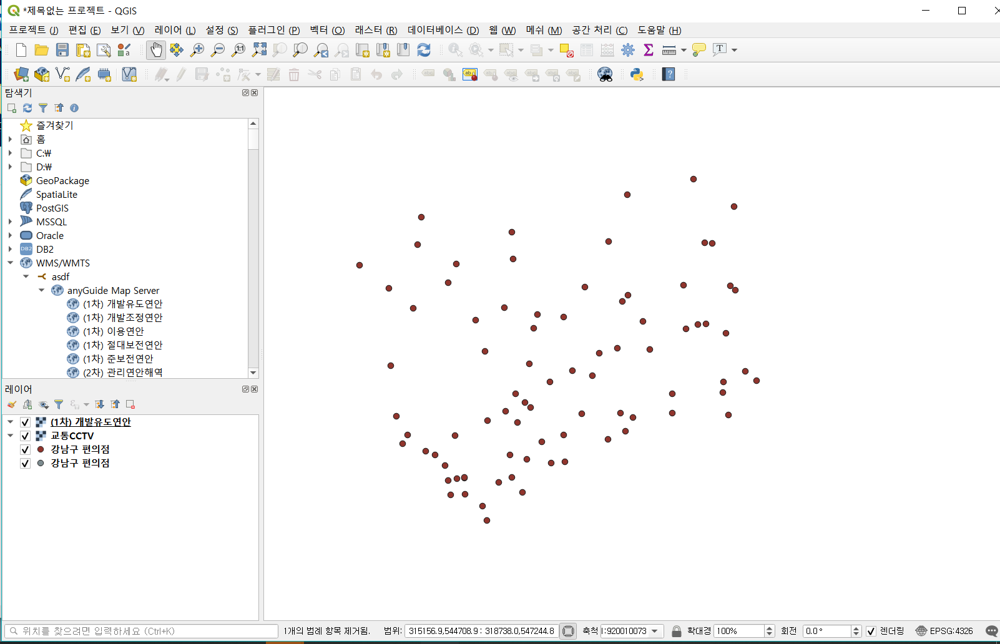 *제목없는 프로젝트 - QGIS
프로젝트 (J) 편집 (E) 보기 (V) 레이어 (L) 설정 (S) 플러그인 (P) 벡터 (O) 래스터 (R) 데이터베이스 (D) 웹 (W) 메쉬 (M) 공간 처리 (C) 도움말 (H)
탐색기
즐겨찾기
홈
C:₩
D:₩
GeoPackage
SpatiaLite
PostGIS
MSSQL
Oracle
DB2
WMS/WMTS
asdf
anyGuide Map Server
(1차) 개발유도연안
(1차) 개발조정연안
(1차) 이용연안
(1차) 절대보전연안
(1차) 준보전연안
(2차) 관리연안해역
레이어
(1차) 개발유도연안
교통CCTV
강남구 편의점
강남구 편의점
위치를 찾으려면 입력하세요 (Ctrl+K) 1개의 범례 항목 제거됨. 범위: 315156.9,544708.9 : 318738.0,547244.8 축척 1:920010073 확대경 100% 회전 0.0 ° 렌더링 EPSG:4326